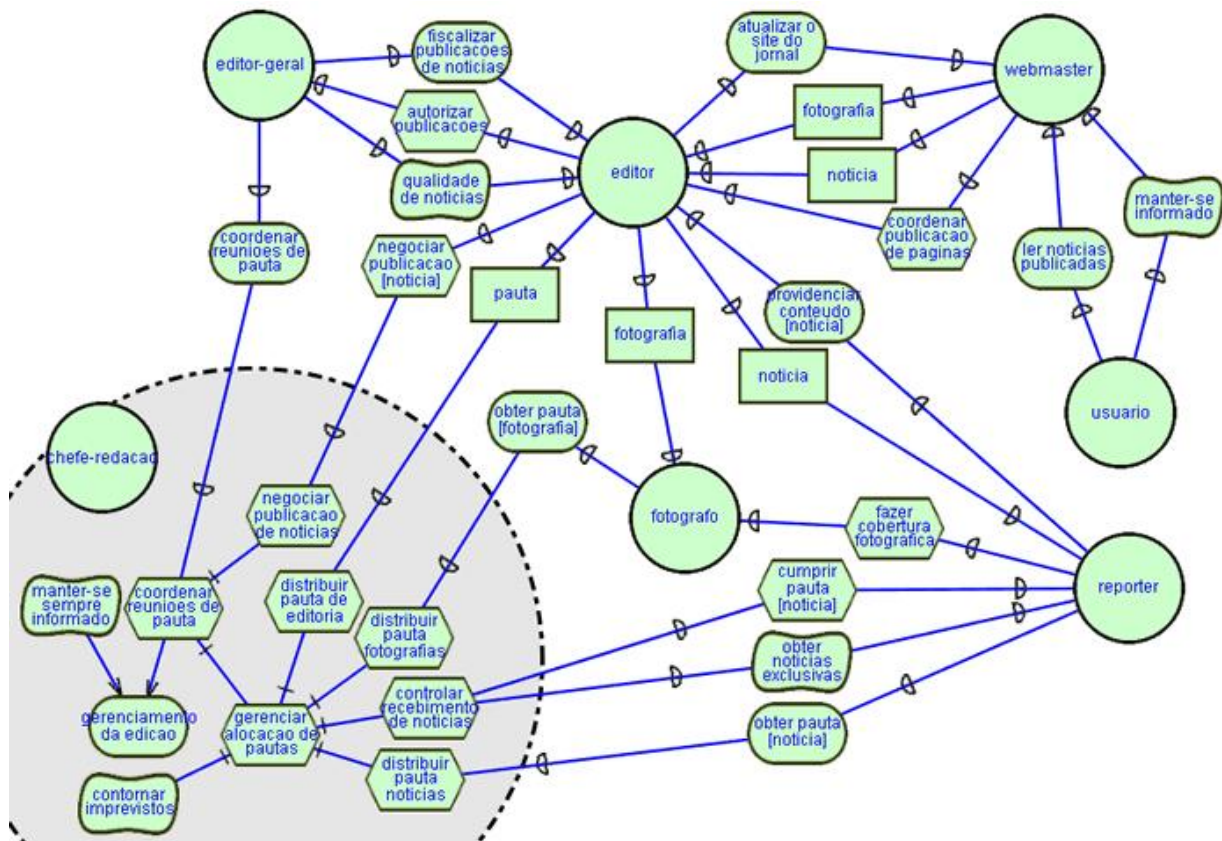 editor-geral
fiscalizar
publicacoes
de noticias
autorizar
publicacoes
qualidade
de noticias
atualizar o
site do
jornal
webmaster
fotografia
noticia
editor
coordenar
publicacao
de paginas
manter-se
informado
ler noticias
publicadas
coordenar
reunioes de
pauta
negociar
publicacao
[noticia]
pauta
fotografia
providenciar
conteudo
[noticia]
noticia
usuario
obter pauta
[fotografia]
chefe-redacao
negociar
publicacao
de noticias
fotografo
fazer
cobertura
fotografica
reporter
manter-se
sempre
informado
coordenar
reunioes de
pauta
distribuir
pauta de
editoria
distribuir
pauta
fotografias
cumprir
pauta
[noticia]
obter
noticias
exclusivas
gerenciamento
da edicao
gerenciar
alocacao de
pautas
controlar
recebimento
de noticias
obter pauta
[noticia]
contornar
imprevistos
distribuir
pauta
noticias